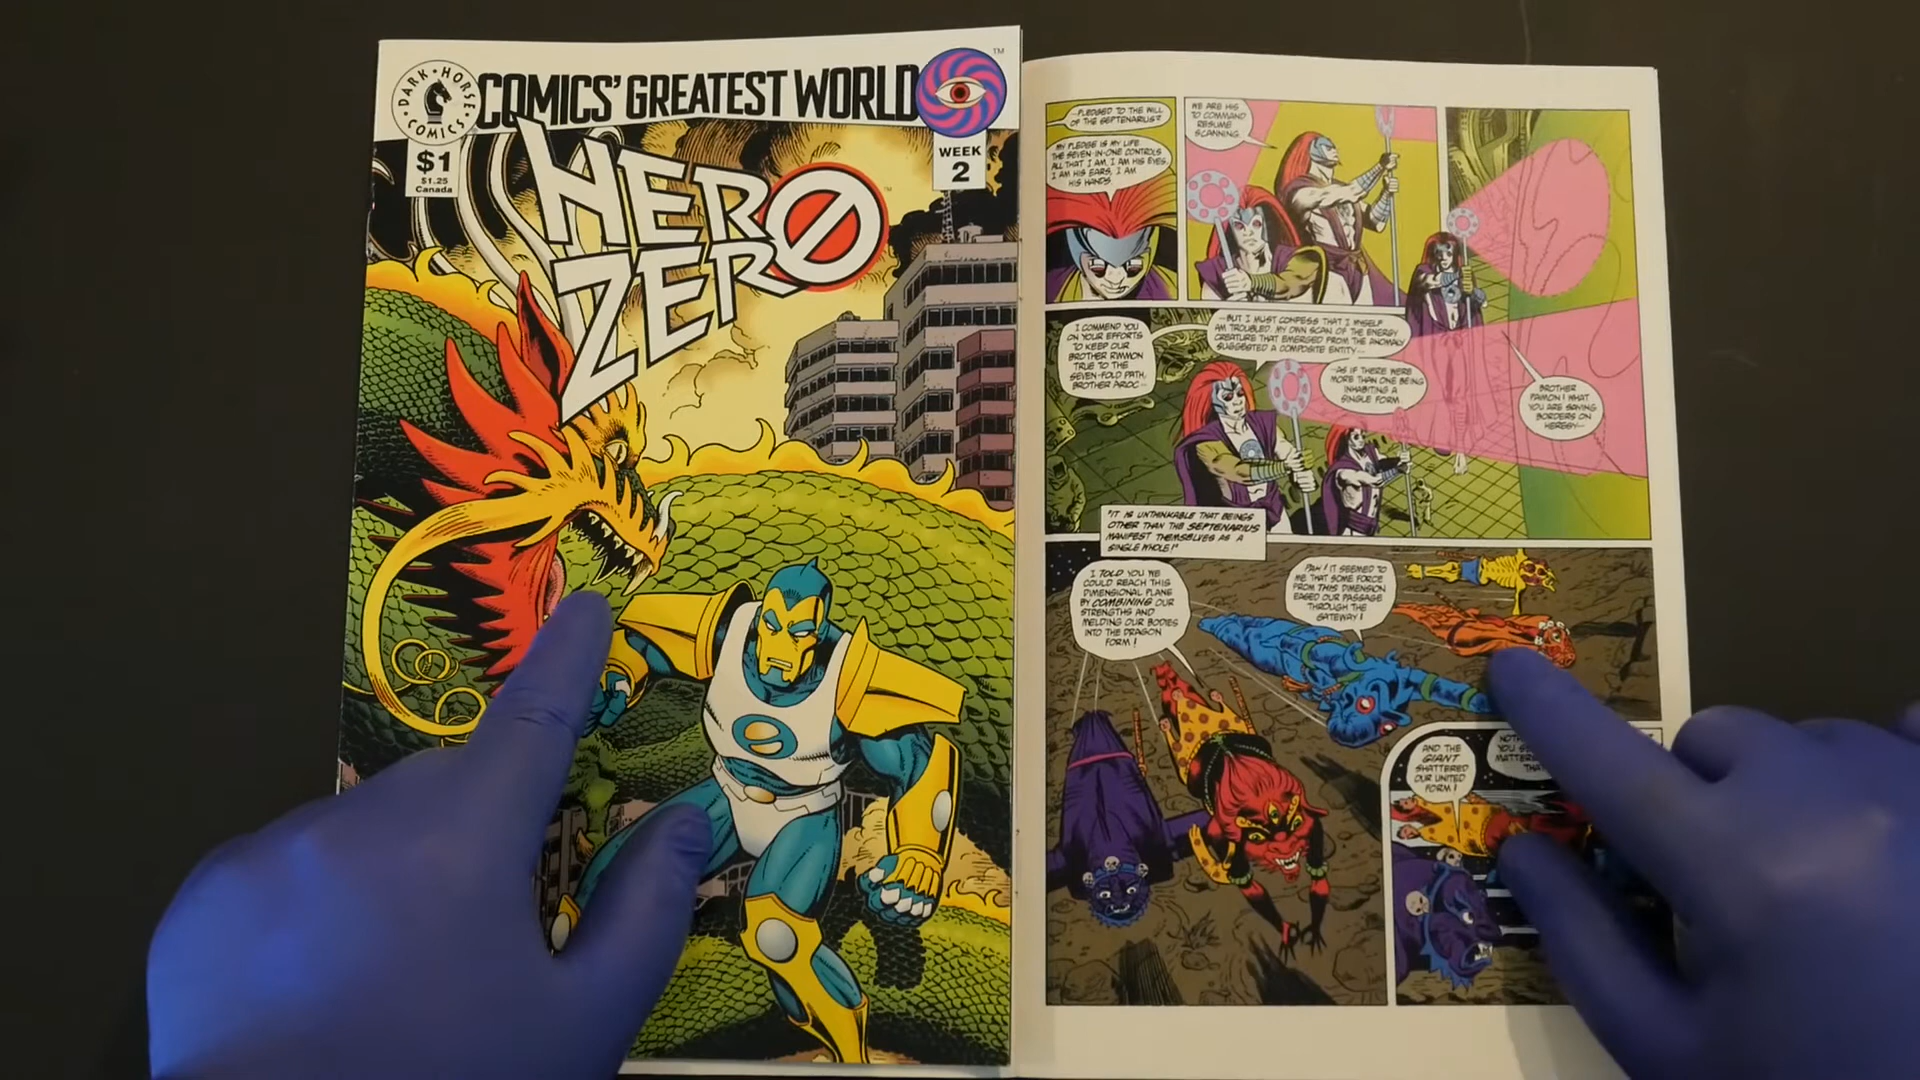 DARK HORSE COMICS
COMICS' GREATEST WORLD
TM
$1
$1.25
Canada
WEEK
2
HERO
ZERO
TM
--PLEDGED TO THE WILL
OF THE SEPTENARIUS?
MY PLEDGE IS MY LIFE.
THE SEVEN-IN-ONE CONTROLS
ALL THAT I AM. I AM HIS EYES,
I AM HIS EARS, I AM
HIS HANDS.
WE ARE HIS
TO COMMAND.
RESUME
SCANNING.
I COMMEND YOU
ON YOUR EFFORTS
TO KEEP OUR
BROTHER RIMMON
TRUE TO THE
SEVEN-FOLD PATH,
BROTHER AROC--
--BUT I MUST CONFESS THAT I MYSELF
AM TROUBLED. MY OWN SCAN OF THE ENERGY
CREATURE THAT EMERGED FROM THE ANOMALY
SUGGESTED A COMPOSITE ENTITY--
--AS IF THERE WERE
MORE THAN ONE BEING
INHABITING A
SINGLE FORM.
BROTHER
PAIMON! WHAT
YOU ARE SAYING
BORDERS ON
HERESY--
"IT IS UNTHINKABLE THAT BEINGS
OTHER THAN THE SEPTENARIUS
MANIFEST THEMSELVES AS A
SINGLE WHOLE!"
I TOLD YOU WE
COULD REACH THIS
DIMENSIONAL PLANE
BY COMBINING OUR
STRENGTHS AND
MELDING OUR BODIES
INTO THE DRAGON
FORM!
PAH! IT SEEMED TO
ME THAT SOME FORCE
FROM THIS DIMENSION
EASED OUR PASSAGE
THROUGH THE
GATEWAY!
AND THE
GIANT
SHATTERED
OUR UNITED
FORM!